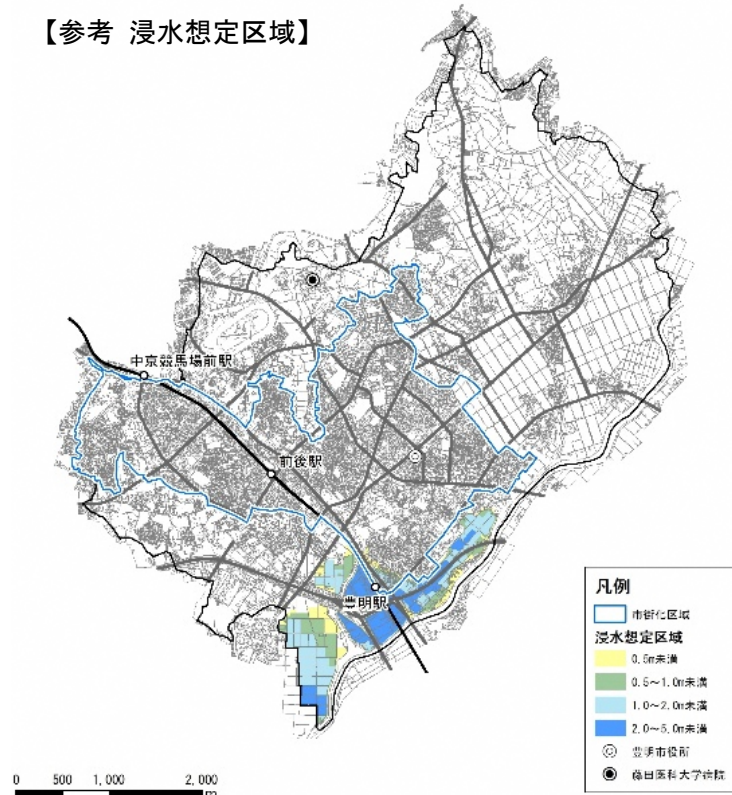 【参考 浸水想定区域】
中京競馬場前駅
前後駅
豊明駅
凡例
市街化区域
浸水想定区域
0.5m未満
0.5～1.0m未満
1.0～2.0m未満
2.0～5.0m未満
豊明市役所
藤田医科大学病院
0 500 1,000 2,000
m